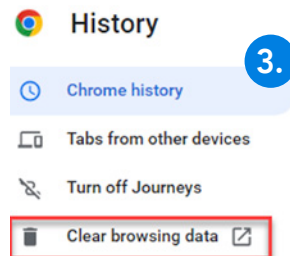 History
3.
Chrome history
Tabs from other devices
Turn off Journeys
Clear browsing data